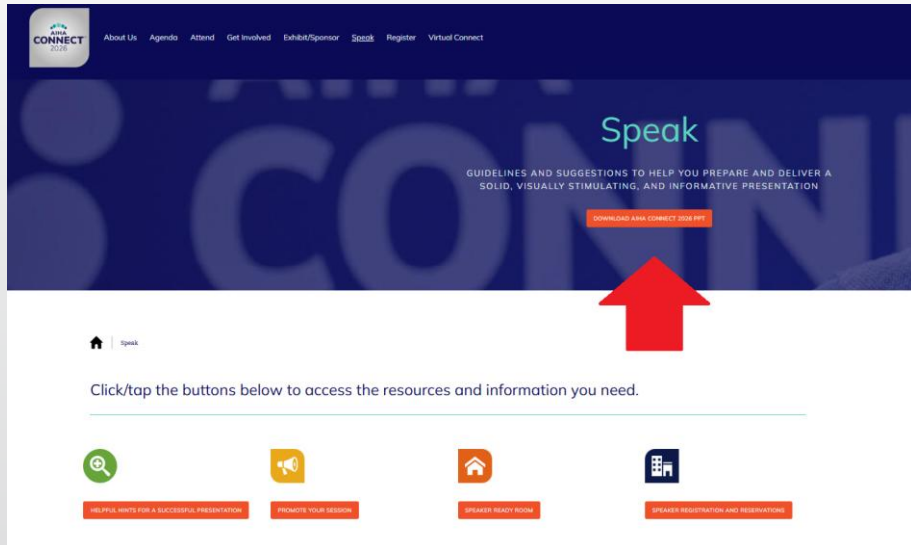 AIHA
CONNECT
2026
About Us Agenda Attend Get Involved Exhibit/Sponsor Speak Register Virtual Connect
AIHA
CONN
Speak
GUIDELINES AND SUGGESTIONS TO HELP YOU PREPARE AND DELIVER A
SOLID, VISUALLY STIMULATING, AND INFORMATIVE PRESENTATION
DOWNLOAD AIHA CONNECT 2026 PPT
Speak
Click/tap the buttons below to access the resources and information you need.
HELPFUL HINTS FOR A SUCCESSFUL PRESENTATION
PROMOTE YOUR SESSION
SPEAKER READY ROOM
SPEAKER REGISTRATION AND RESERVATIONS